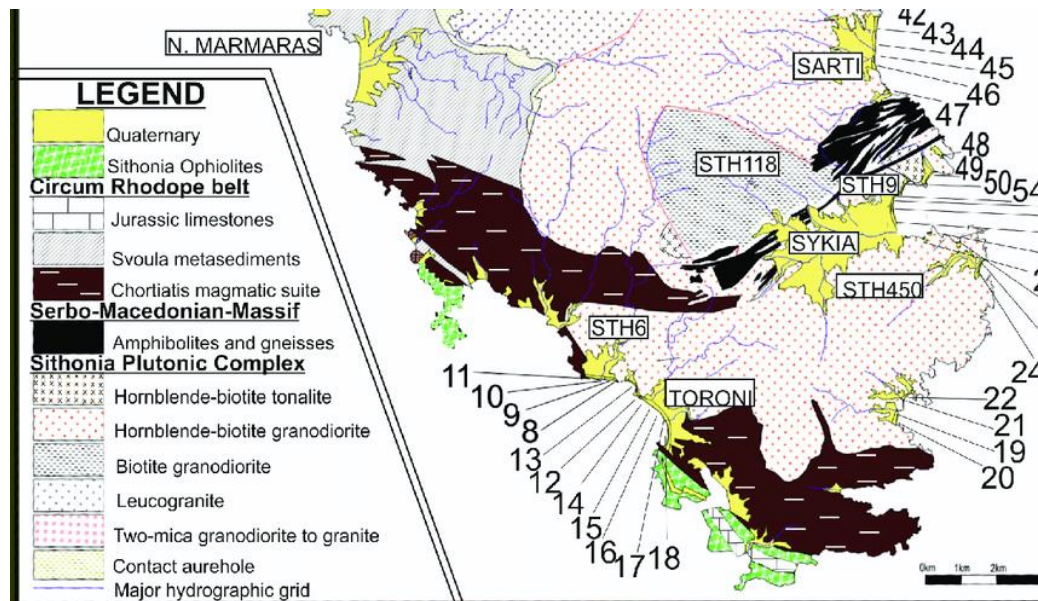 N. MARMARAS
LEGEND
Quaternary
Sithonia Ophiolites
Circum Rhodope belt
Jurassic limestones
Svoula metasediments
Chortiatis magmatic suite
Serbo-Macedonian-Massif
Amphibolites and gneisses
Sithonia Plutonic Complex
Hornblende-biotite tonalite
Hornblende-biotite granodiorite
Biotite granodiorite
Leucogranite
Two-mica granodiorite to granite
Contact aurehole
Major hydrographic grid
42
43
44
SARTI
45
46
47
48
STH118
49
50
54
STH9
SYKIA
STH450
STH6
24
11
10
9
8
13
12
14
15
16
17
18
TORONI
22
21
19
20
0km 1km 2km